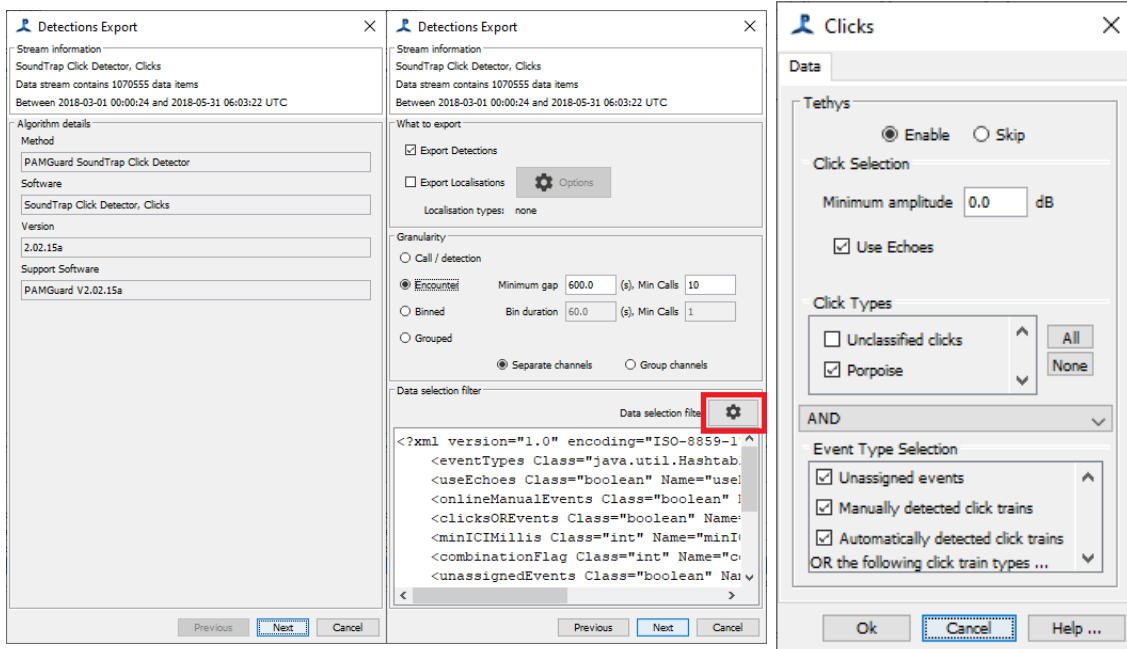 Detections Export
Stream information
SoundTrap Click Detector, Clicks
Data stream contains 1070555 data items
Between 2018-03-01 00:00:24 and 2018-05-31 06:03:22 UTC
Algorithm details
Method
PAMGuard SoundTrap Click Detector
Software
SoundTrap Click Detector, Clicks
Version
2.02.15a
Support Software
PAMGuard V2.02.15a
Previous Next Cancel
Detections Export
Stream information
SoundTrap Click Detector, Clicks
Data stream contains 1070555 data items
Between 2018-03-01 00:00:24 and 2018-05-31 06:03:22 UTC
What to export
Export Detections
Export Localisations Options
Localisation types: none
Granularity
Call / detection
Encounter Minimum gap 600.0 (s), Min Calls 10
Binned Bin duration 60.0 (s), Min Calls 1
Grouped
Separate channels Group channels
Data selection filter
Data selection filte
<?xml version="1.0" encoding="ISO-8859-1
<eventTypes Class="java.util.Hashtab
<useEchoes Class="boolean" Name="use
<onlineManualEvents Class="boolean"
<clicksOREvents Class="boolean" Name
<minICIMillis Class="int" Name="minI
<combinationFlag Class="int" Name="co
<unassignedEvents Class="boolean" Na
Previous Next Cancel
Clicks
Data
Tethys
Enable Skip
Click Selection
Minimum amplitude 0.0 dB
Use Echoes
Click Types
Unclassified clicks All
Porpoise None
AND
Event Type Selection
Unassigned events
Manually detected click trains
Automatically detected click trains
OR the following click train types ...
Ok Cancel Help ...